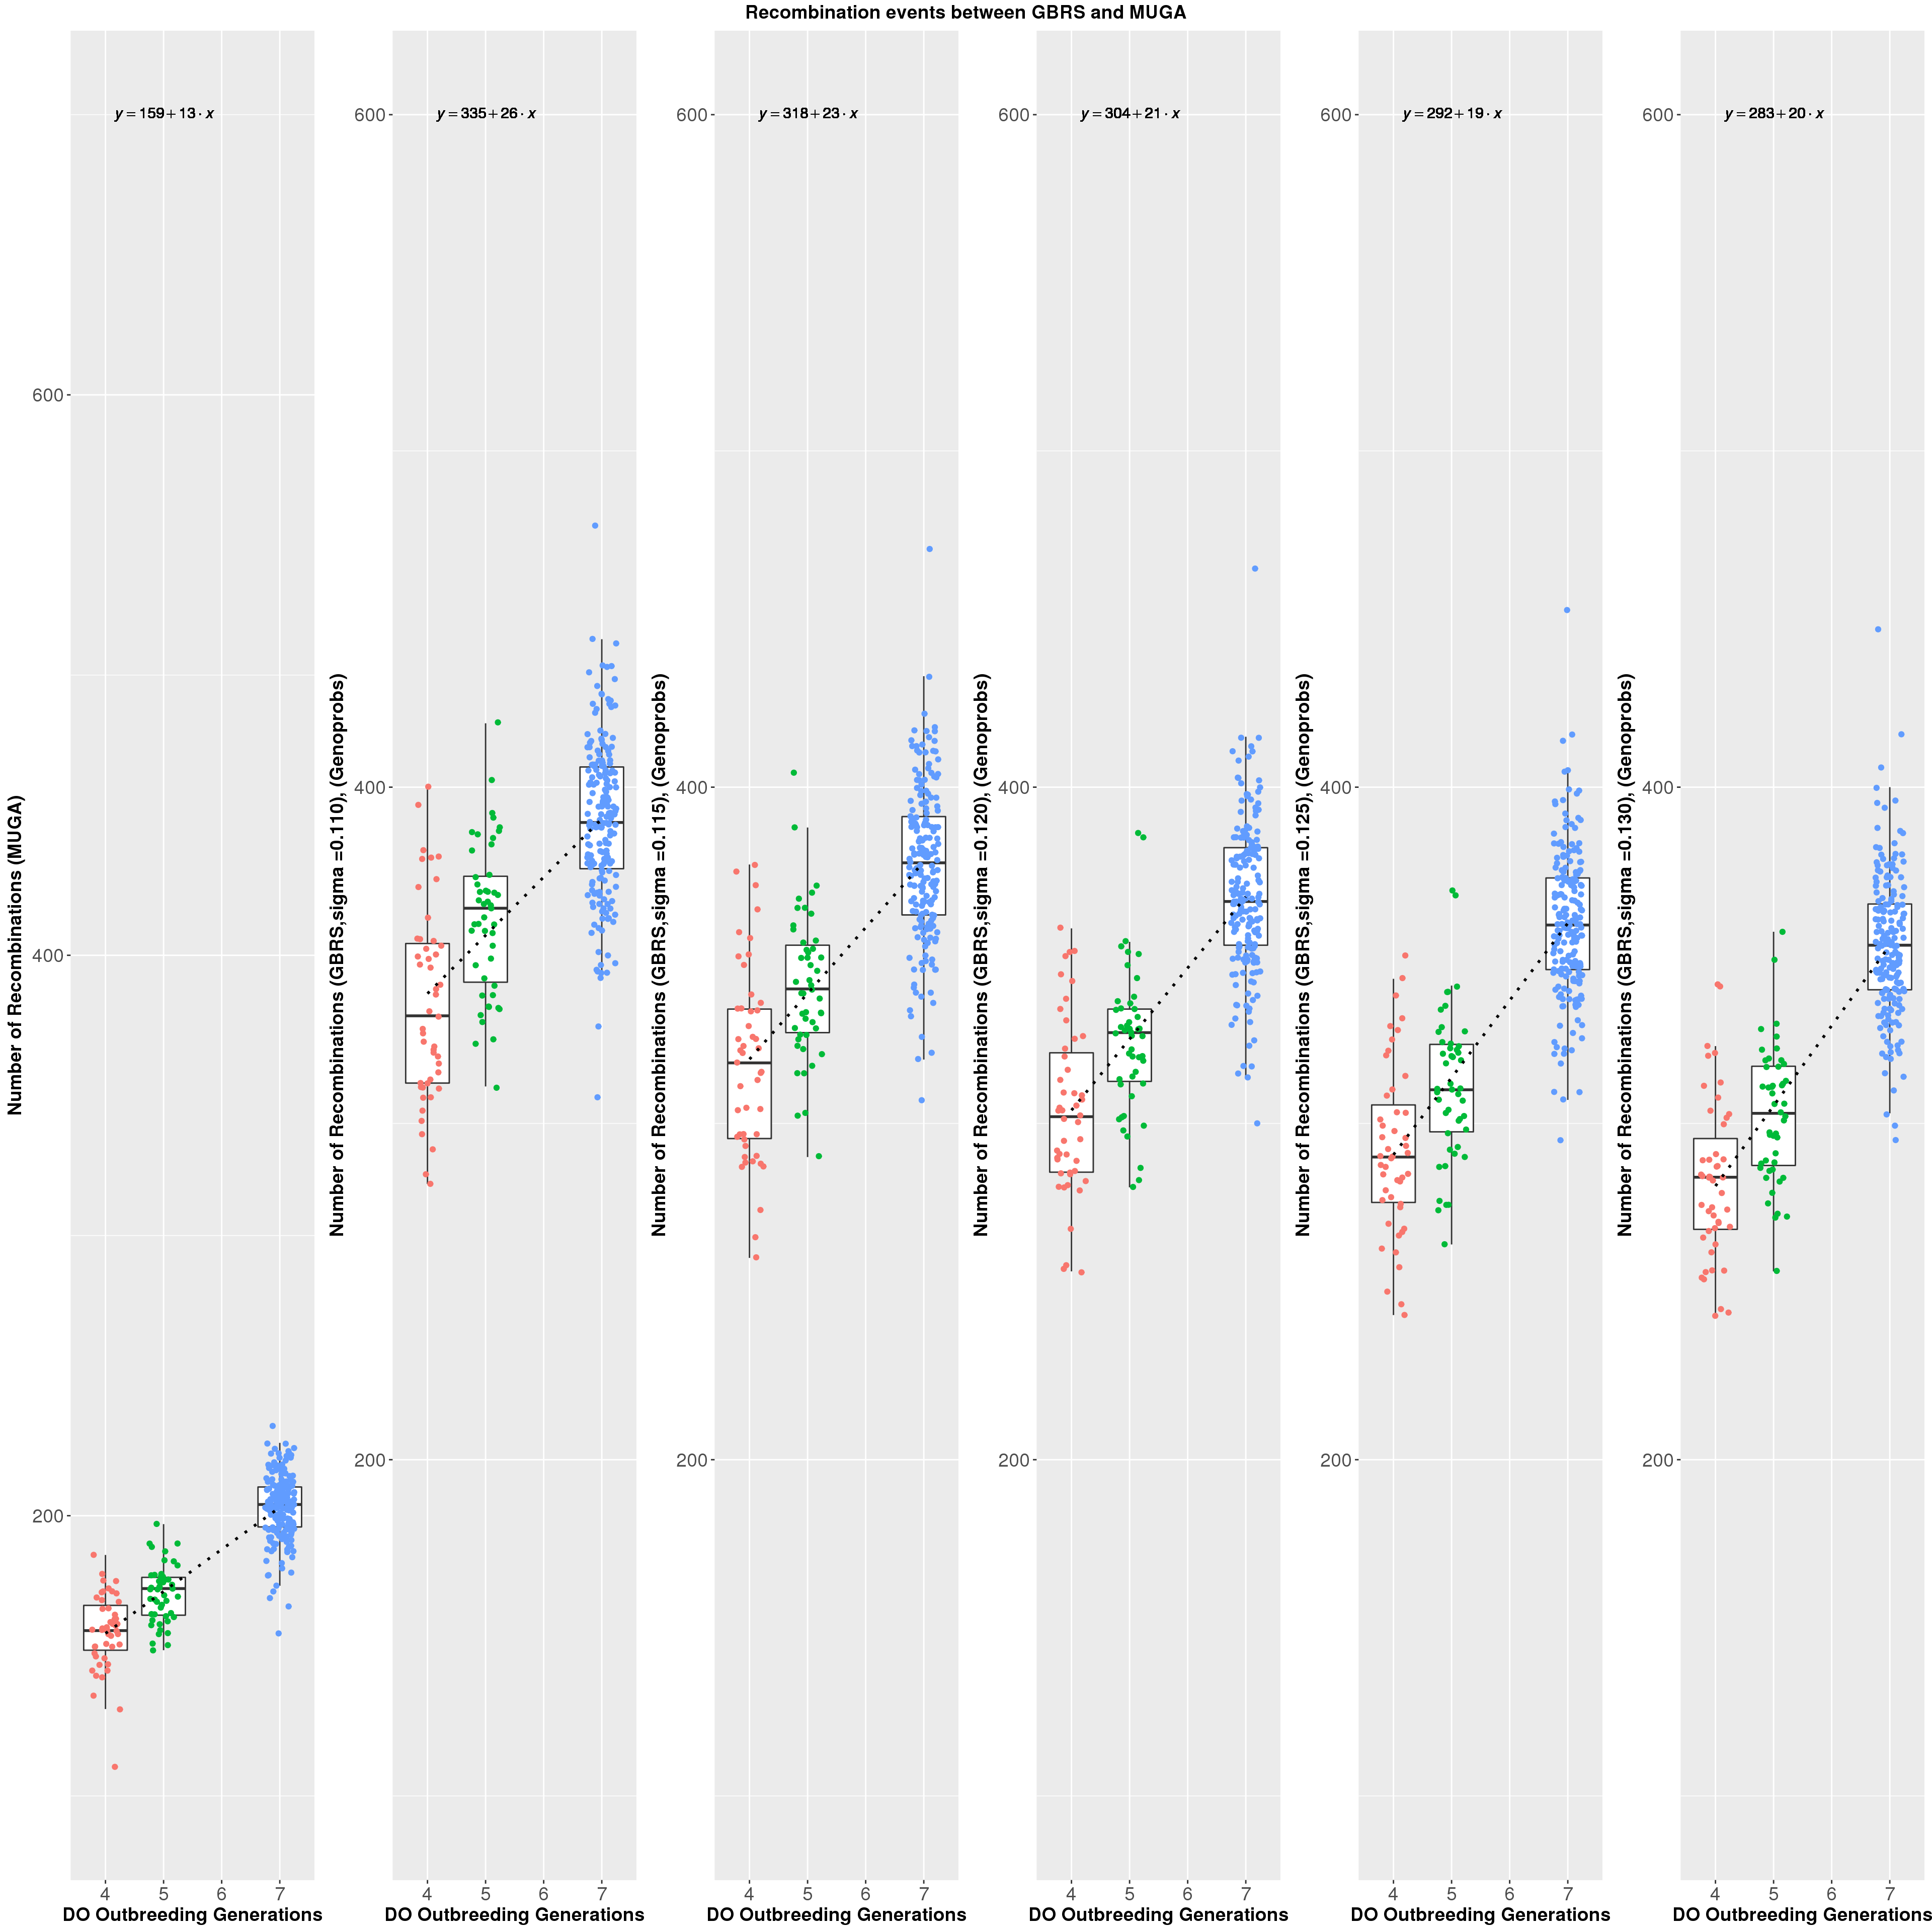 Recombination events between GBRS and MUGA
Number of Recombinations (MUGA)
y = 159 + 13 · x
600
400
200
4 5 6 7
DO Outbreeding Generations
Number of Recombinations (GBRS,sigma =0.110), (Genoprobs)
y = 335 + 26 · x
600
400
200
4 5 6 7
DO Outbreeding Generations
Number of Recombinations (GBRS,sigma =0.115), (Genoprobs)
y = 318 + 23 · x
600
400
200
4 5 6 7
DO Outbreeding Generations
Number of Recombinations (GBRS,sigma =0.120), (Genoprobs)
y = 304 + 21 · x
600
400
200
4 5 6 7
DO Outbreeding Generations
Number of Recombinations (GBRS,sigma =0.125), (Genoprobs)
y = 292 + 19 · x
600
400
200
4 5 6 7
DO Outbreeding Generations
Number of Recombinations (GBRS,sigma =0.130), (Genoprobs)
y = 283 + 20 · x
600
400
200
4 5 6 7
DO Outbreeding Generations